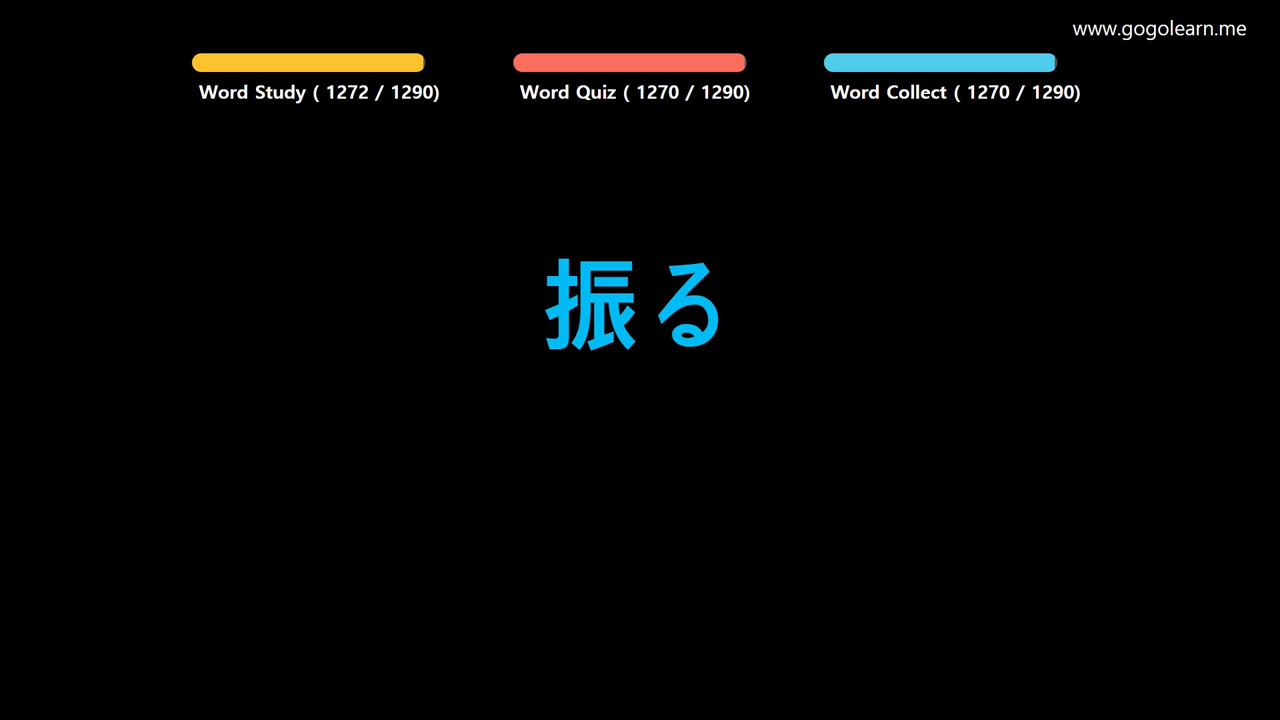 www.gogolearn.me
Word Study ( 1272 / 1290)
Word Quiz ( 1270 / 1290)
Word Collect ( 1270 / 1290)
振る